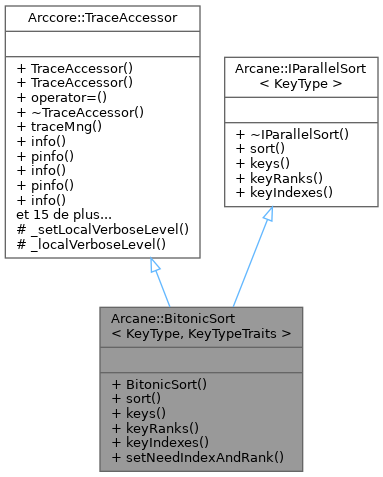 Arccore::TraceAccessor
+ TraceAccessor()
+ TraceAccessor()
+ operator=()
+ ~TraceAccessor()
+ traceMng()
+ info()
+ pinfo()
+ info()
+ pinfo()
+ info()
et 15 de plus...
# _setLocalVerboseLevel()
# _localVerboseLevel()
Arcane::IParallelSort
< KeyType >
+ ~IParallelSort()
+ sort()
+ keys()
+ keyRanks()
+ keyIndexes()
Arcane::BitonicSort
< KeyType, KeyTypeTraits >
+ BitonicSort()
+ sort()
+ keys()
+ keyRanks()
+ keyIndexes()
+ setNeedIndexAndRank()